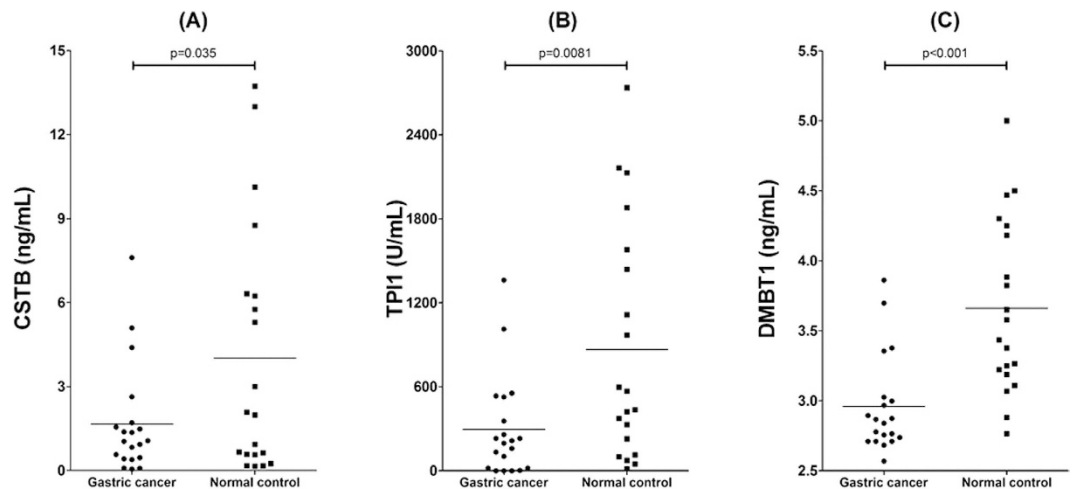 (A)
p=0.035
CSTB (ng/mL)
15
12
9
6
3
0
Gastric cancer
Normal control
(B)
p=0.0081
TPI1 (U/mL)
3000
2400
1800
1200
600
0
Gastric cancer
Normal control
(C)
p<0.001
DMBT1 (ng/mL)
5.5
5.0
4.5
4.0
3.5
3.0
2.5
Gastric cancer
Normal control